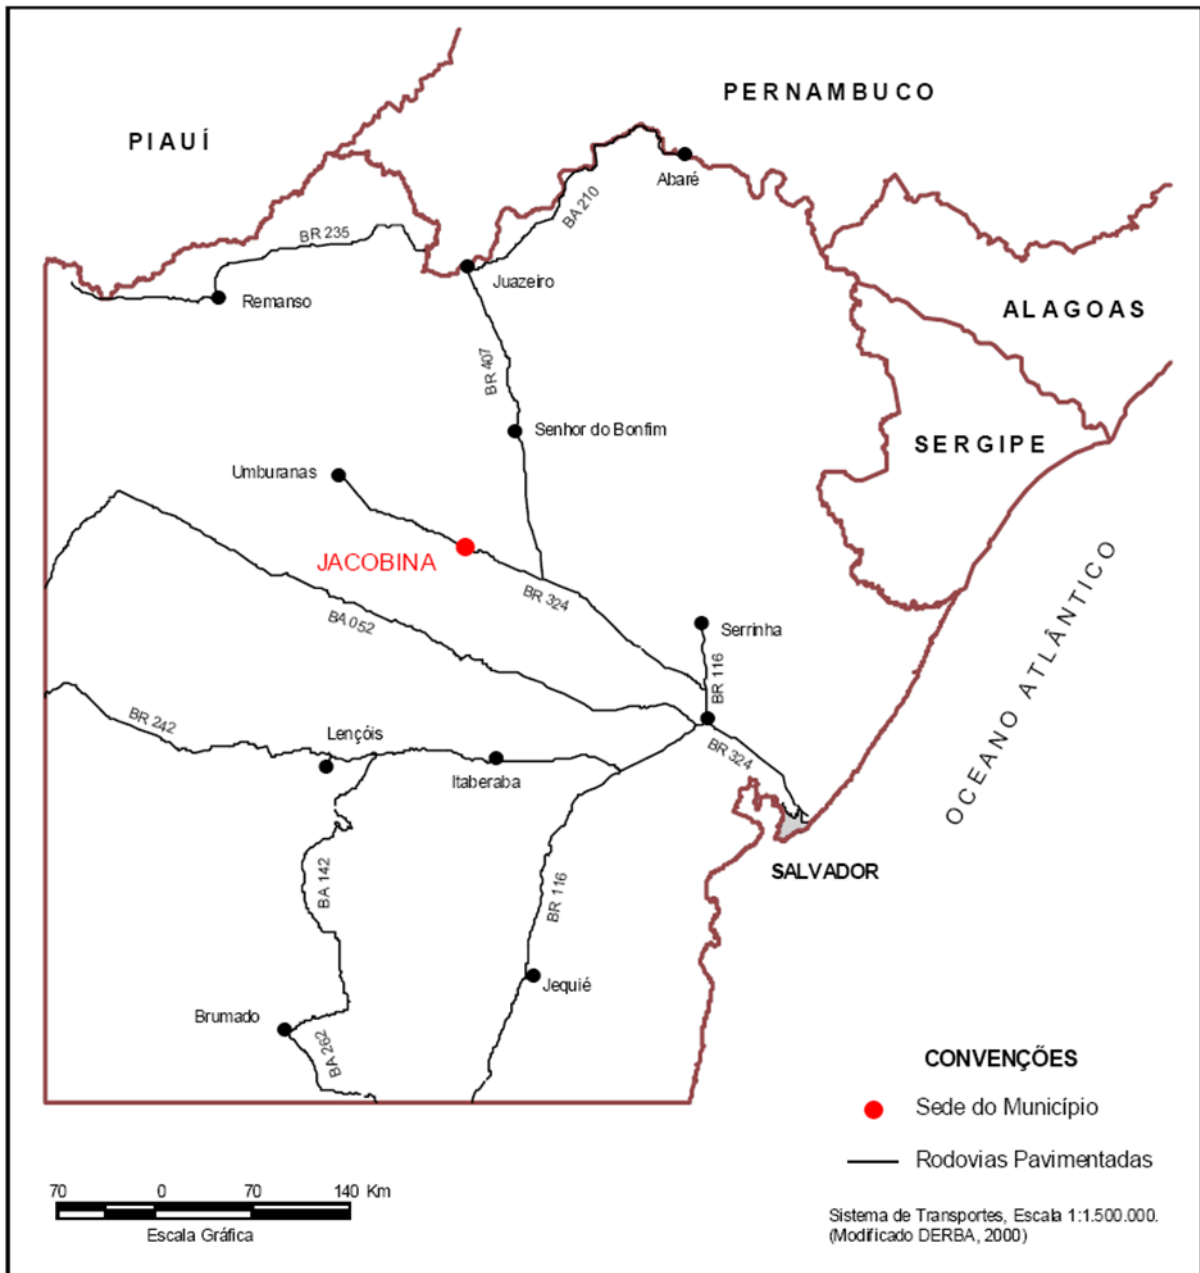 PERNAMBUCO
PIAUÍ
Abaré
BA 210
BR 235
Juazeiro
Remanso
ALAGOAS
BR 407
Senhor do Bonfim
SERGIPE
Umburanas
JACOBINA
BR 324
OCEANO ATLÂNTICO
BA 052
Serrinha
BR 116
BR 242
Lençóis
BR 324
Itaberaba
SALVADOR
BA 142
BR 116
Jequié
Brumado
BA 262
CONVENÇÕES
Sede do Município
Rodovias Pavimentadas
70 0 70 140 Km
Escala Gráfica
Sistema de Transportes, Escala 1:1.500.000.
(Modificado DERBA, 2000)